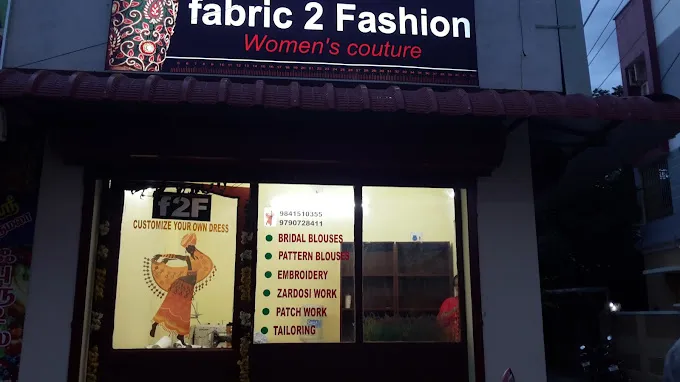 fabric 2 Fashion
Women's couture
f2F
CUSTOMIZE YOUR OWN DRESS
9841510355
9790728411
BRIDAL BLOUSES
PATTERN BLOUSES
EMBROIDERY
ZARDOSI WORK
PATCH WORK
TAILORING